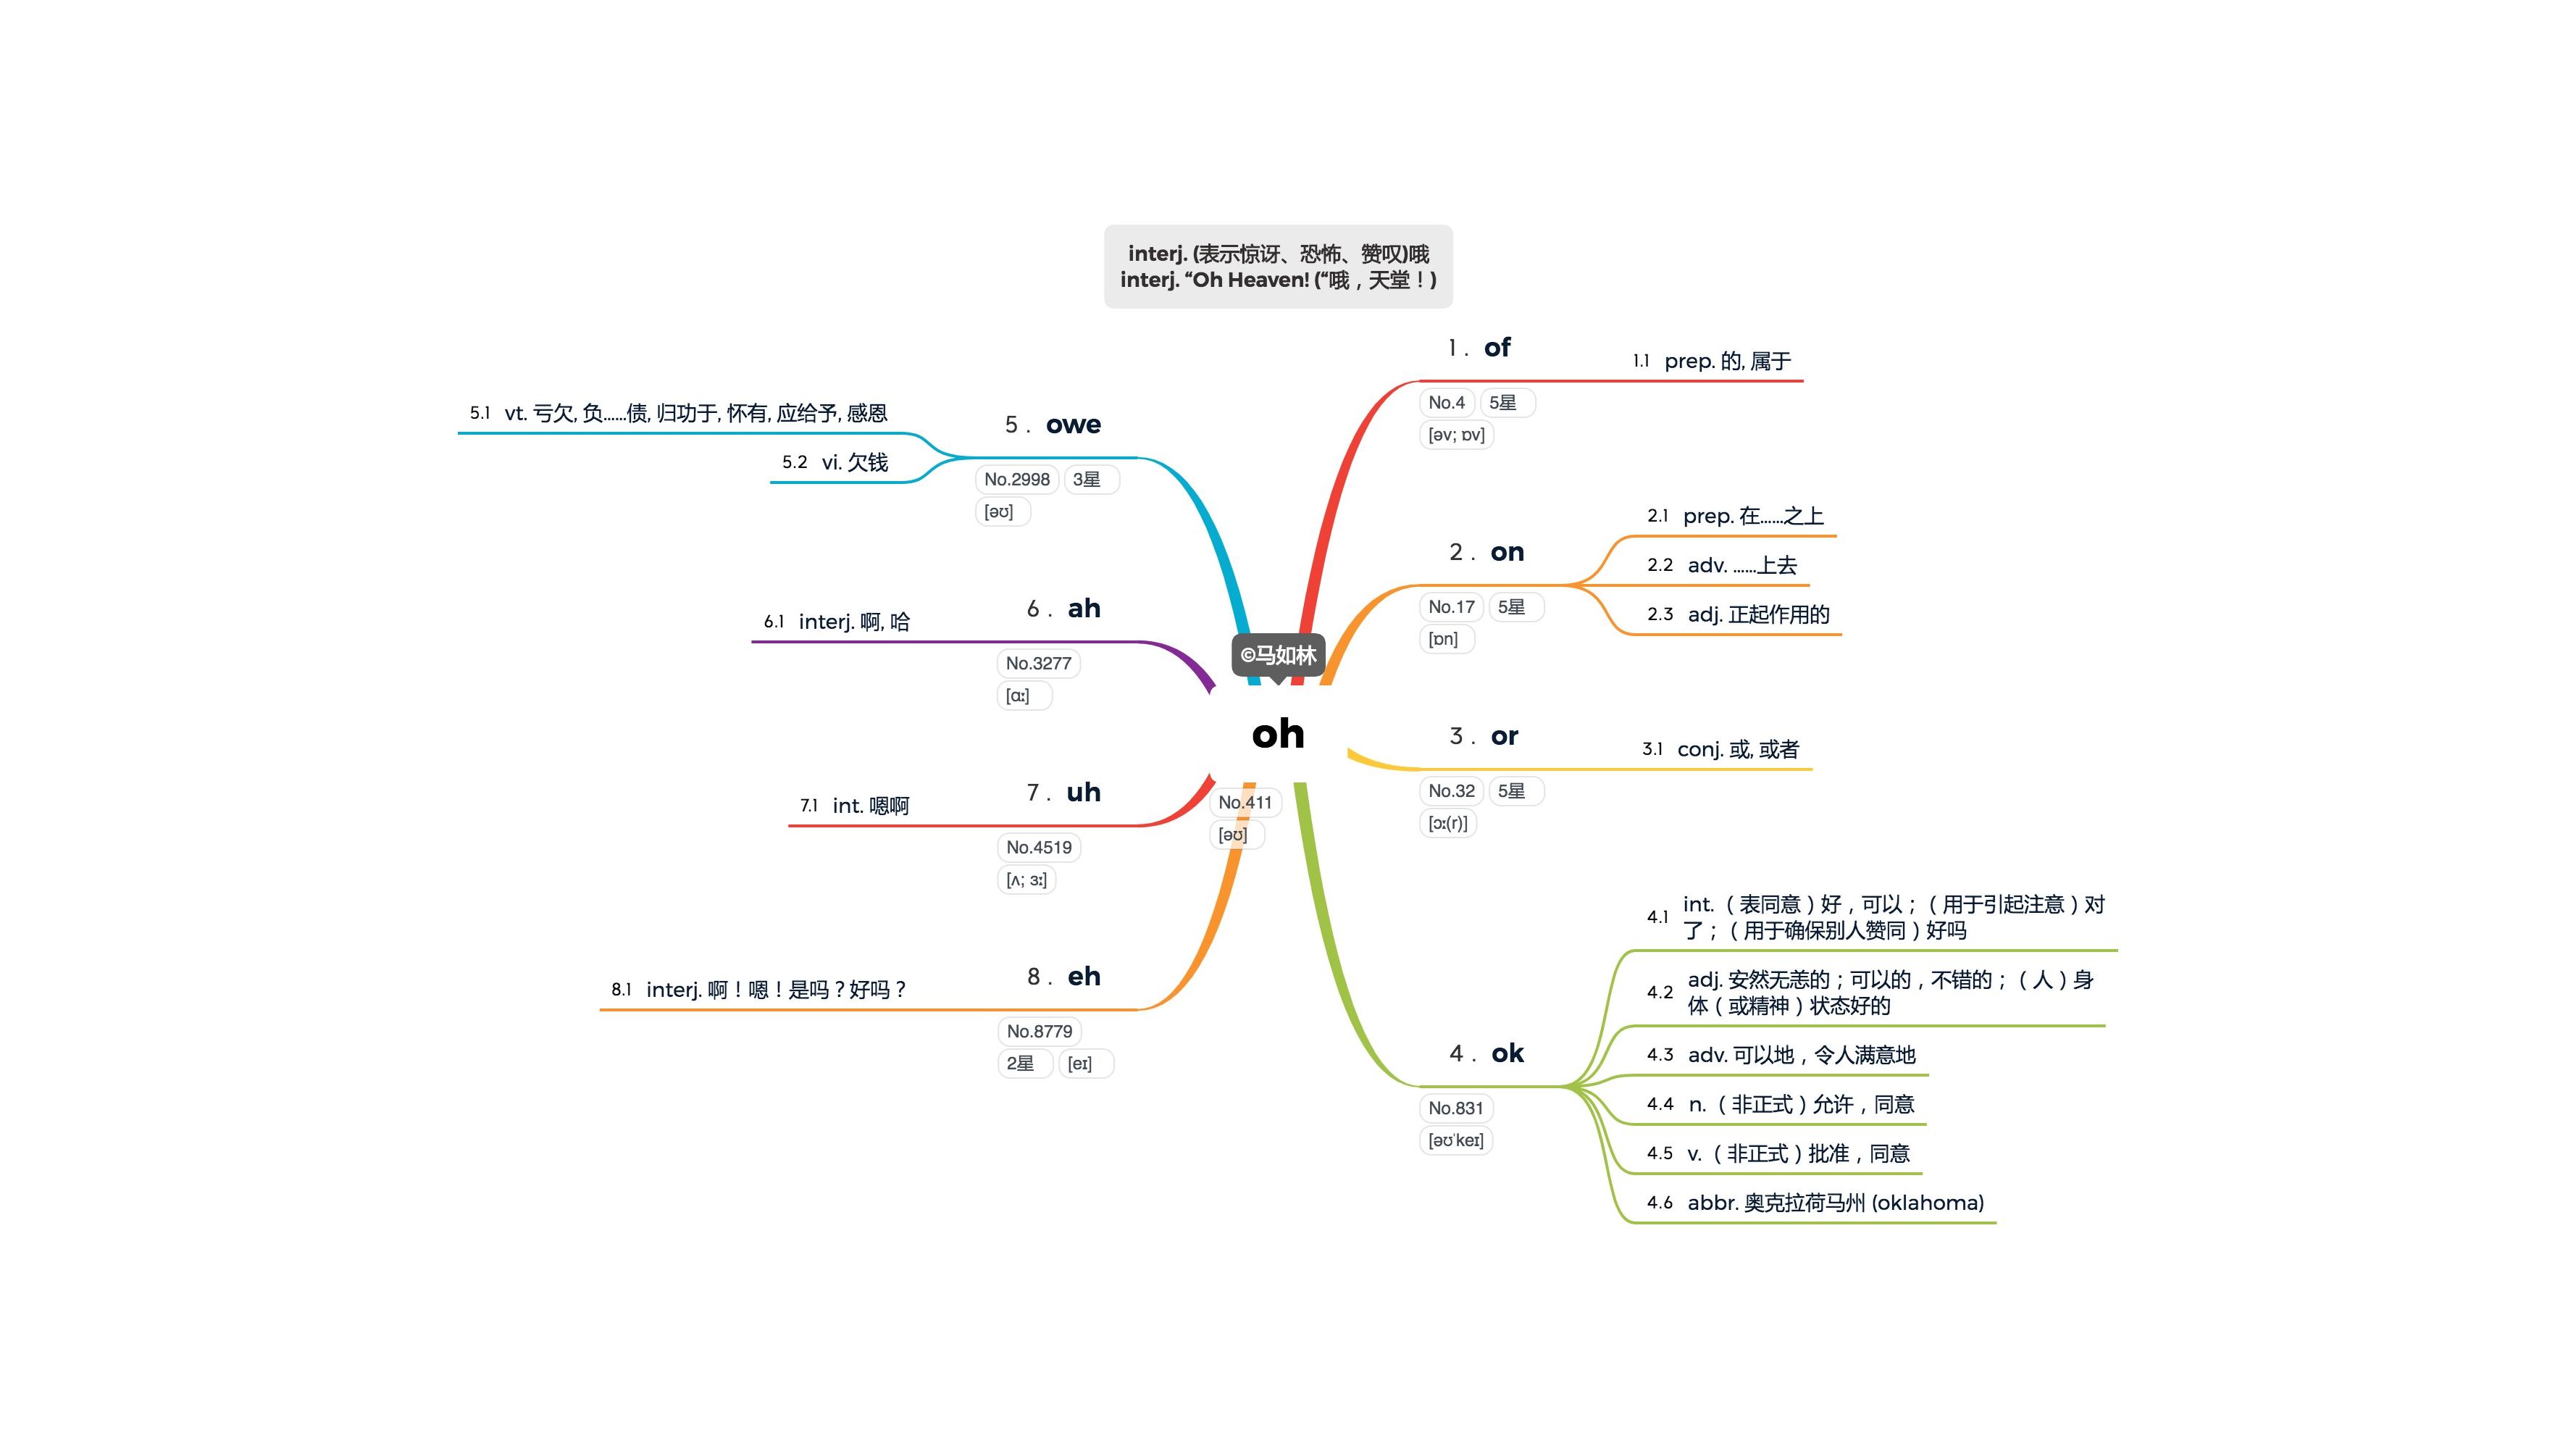 interj. (表示惊讶、恐怖、赞叹)哦
interj. “Oh Heaven! (“哦，天堂！)
©马如林
oh
No.411
[əʊ]
1 . of
No.4 5星
[əv; ɒv]
1.1 prep. 的, 属于
2 . on
No.17 5星
[ɒn]
2.1 prep. 在……之上
2.2 adv. ……上去
2.3 adj. 正起作用的
3 . or
No.32 5星
[ɔː(r)]
3.1 conj. 或, 或者
4 . ok
No.831
[əʊˈkeɪ]
4.1 int.（表同意）好，可以；（用于引起注意）对
了；（用于确保别人赞同）好吗
4.2 adj. 安然无恙的；可以的，不错的；（人）身
体（或精神）状态好的
4.3 adv. 可以地，令人满意地
4.4 n.（非正式）允许，同意
4.5 v.（非正式）批准，同意
4.6 abbr. 奥克拉荷马州 (oklahoma)
5 . owe
No.2998 3星
[əʊ]
5.1 vt. 亏欠, 负……债, 归功于, 怀有, 应给予, 感恩
5.2 vi. 欠钱
6 . ah
No.3277
[ɑː]
6.1 interj. 啊, 哈
7 . uh
No.4519
[ʌ; ɜː]
7.1 int. 嗯啊
8 . eh
No.8779
2星 [eɪ]
8.1 interj. 啊！嗯！是吗？好吗？